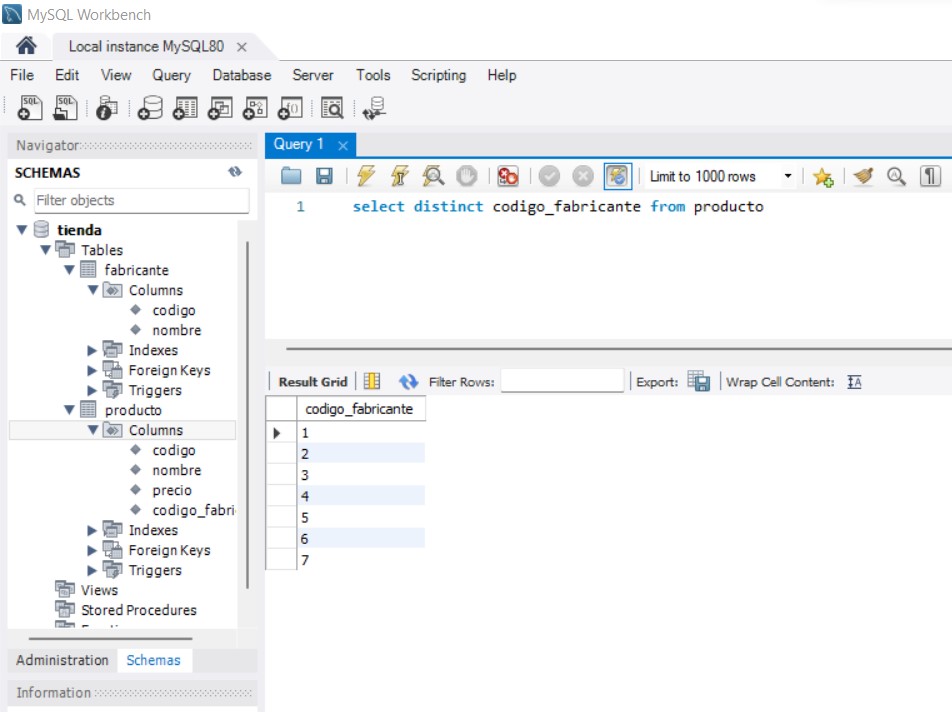 MySQL Workbench
Local instance MySQL80
File Edit View Query Database Server Tools Scripting Help
SQL SQL
Navigator
SCHEMAS
Filter objects
tienda
Tables
fabricante
Columns
codigo
nombre
Indexes
Foreign Keys
Triggers
producto
Columns
codigo
nombre
precio
codigo_fabri
Indexes
Foreign Keys
Triggers
Views
Stored Procedures
Administration Schemas
Information
Query 1
Limit to 1000 rows
1 select distinct codigo_fabricante from producto
Result Grid Filter Rows: Export: Wrap Cell Content: IA
codigo_fabricante
1
2
3
4
5
6
7